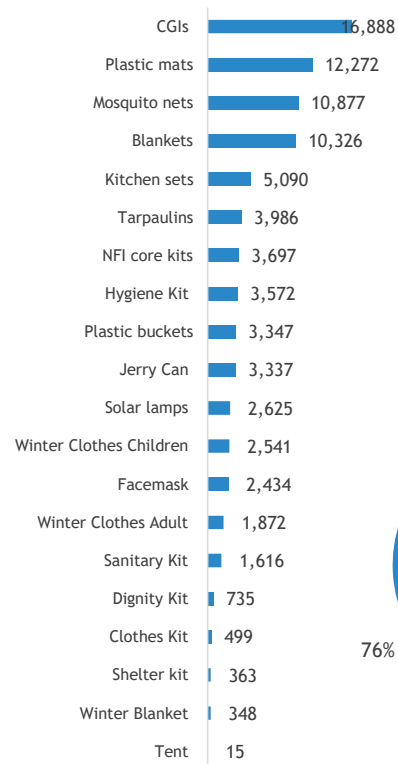 CGIs 16,888
Plastic mats 12,272
Mosquito nets 10,877
Blankets 10,326
Kitchen sets 5,090
Tarpaulins 3,986
NFI core kits 3,697
Hygiene Kit 3,572
Plastic buckets 3,347
Jerry Can 3,337
Solar lamps 2,625
Winter Clothes Children 2,541
Facemask 2,434
Winter Clothes Adult 1,872
Sanitary Kit 1,616
Dignity Kit 735
Clothes Kit 499
76%
Shelter kit 363
Winter Blanket 348
Tent 15